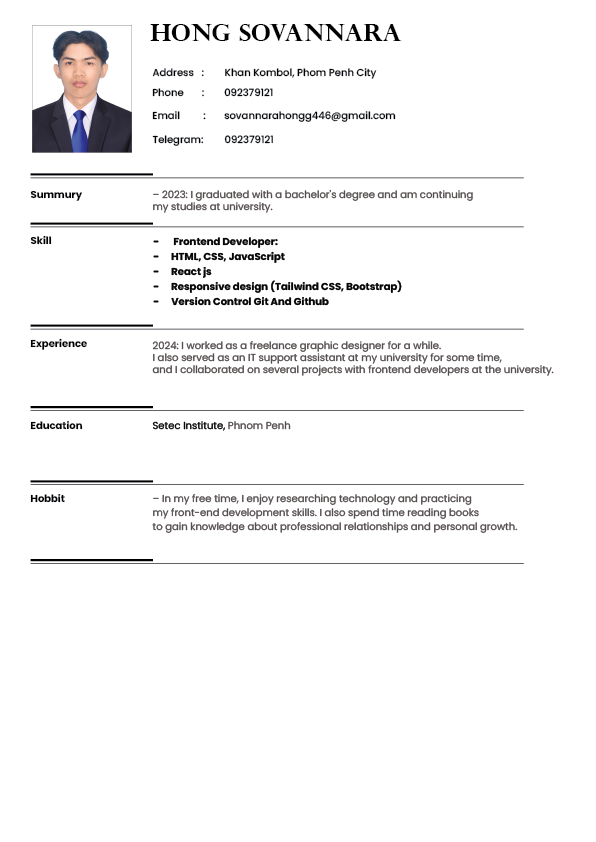 HONG SOVANNARA
Address : Khan Kombol, Phom Penh City
Phone : 092379121
Email : sovannarahongg446@gmail.com
Telegram: 092379121
Summury
– 2023: I graduated with a bachelor's degree and am continuing
my studies at university.
Skill
- Frontend Developer:
- HTML, CSS, JavaScript
- React js
- Responsive design (Tailwind CSS, Bootstrap)
- Version Control Git And Github
Experience
2024: I worked as a freelance graphic designer for a while.
I also served as an IT support assistant at my university for some time,
and I collaborated on several projects with frontend developers at the university.
Education
Setec Institute, Phnom Penh
Hobbit
– In my free time, I enjoy researching technology and practicing
my front-end development skills. I also spend time reading books
to gain knowledge about professional relationships and personal growth.